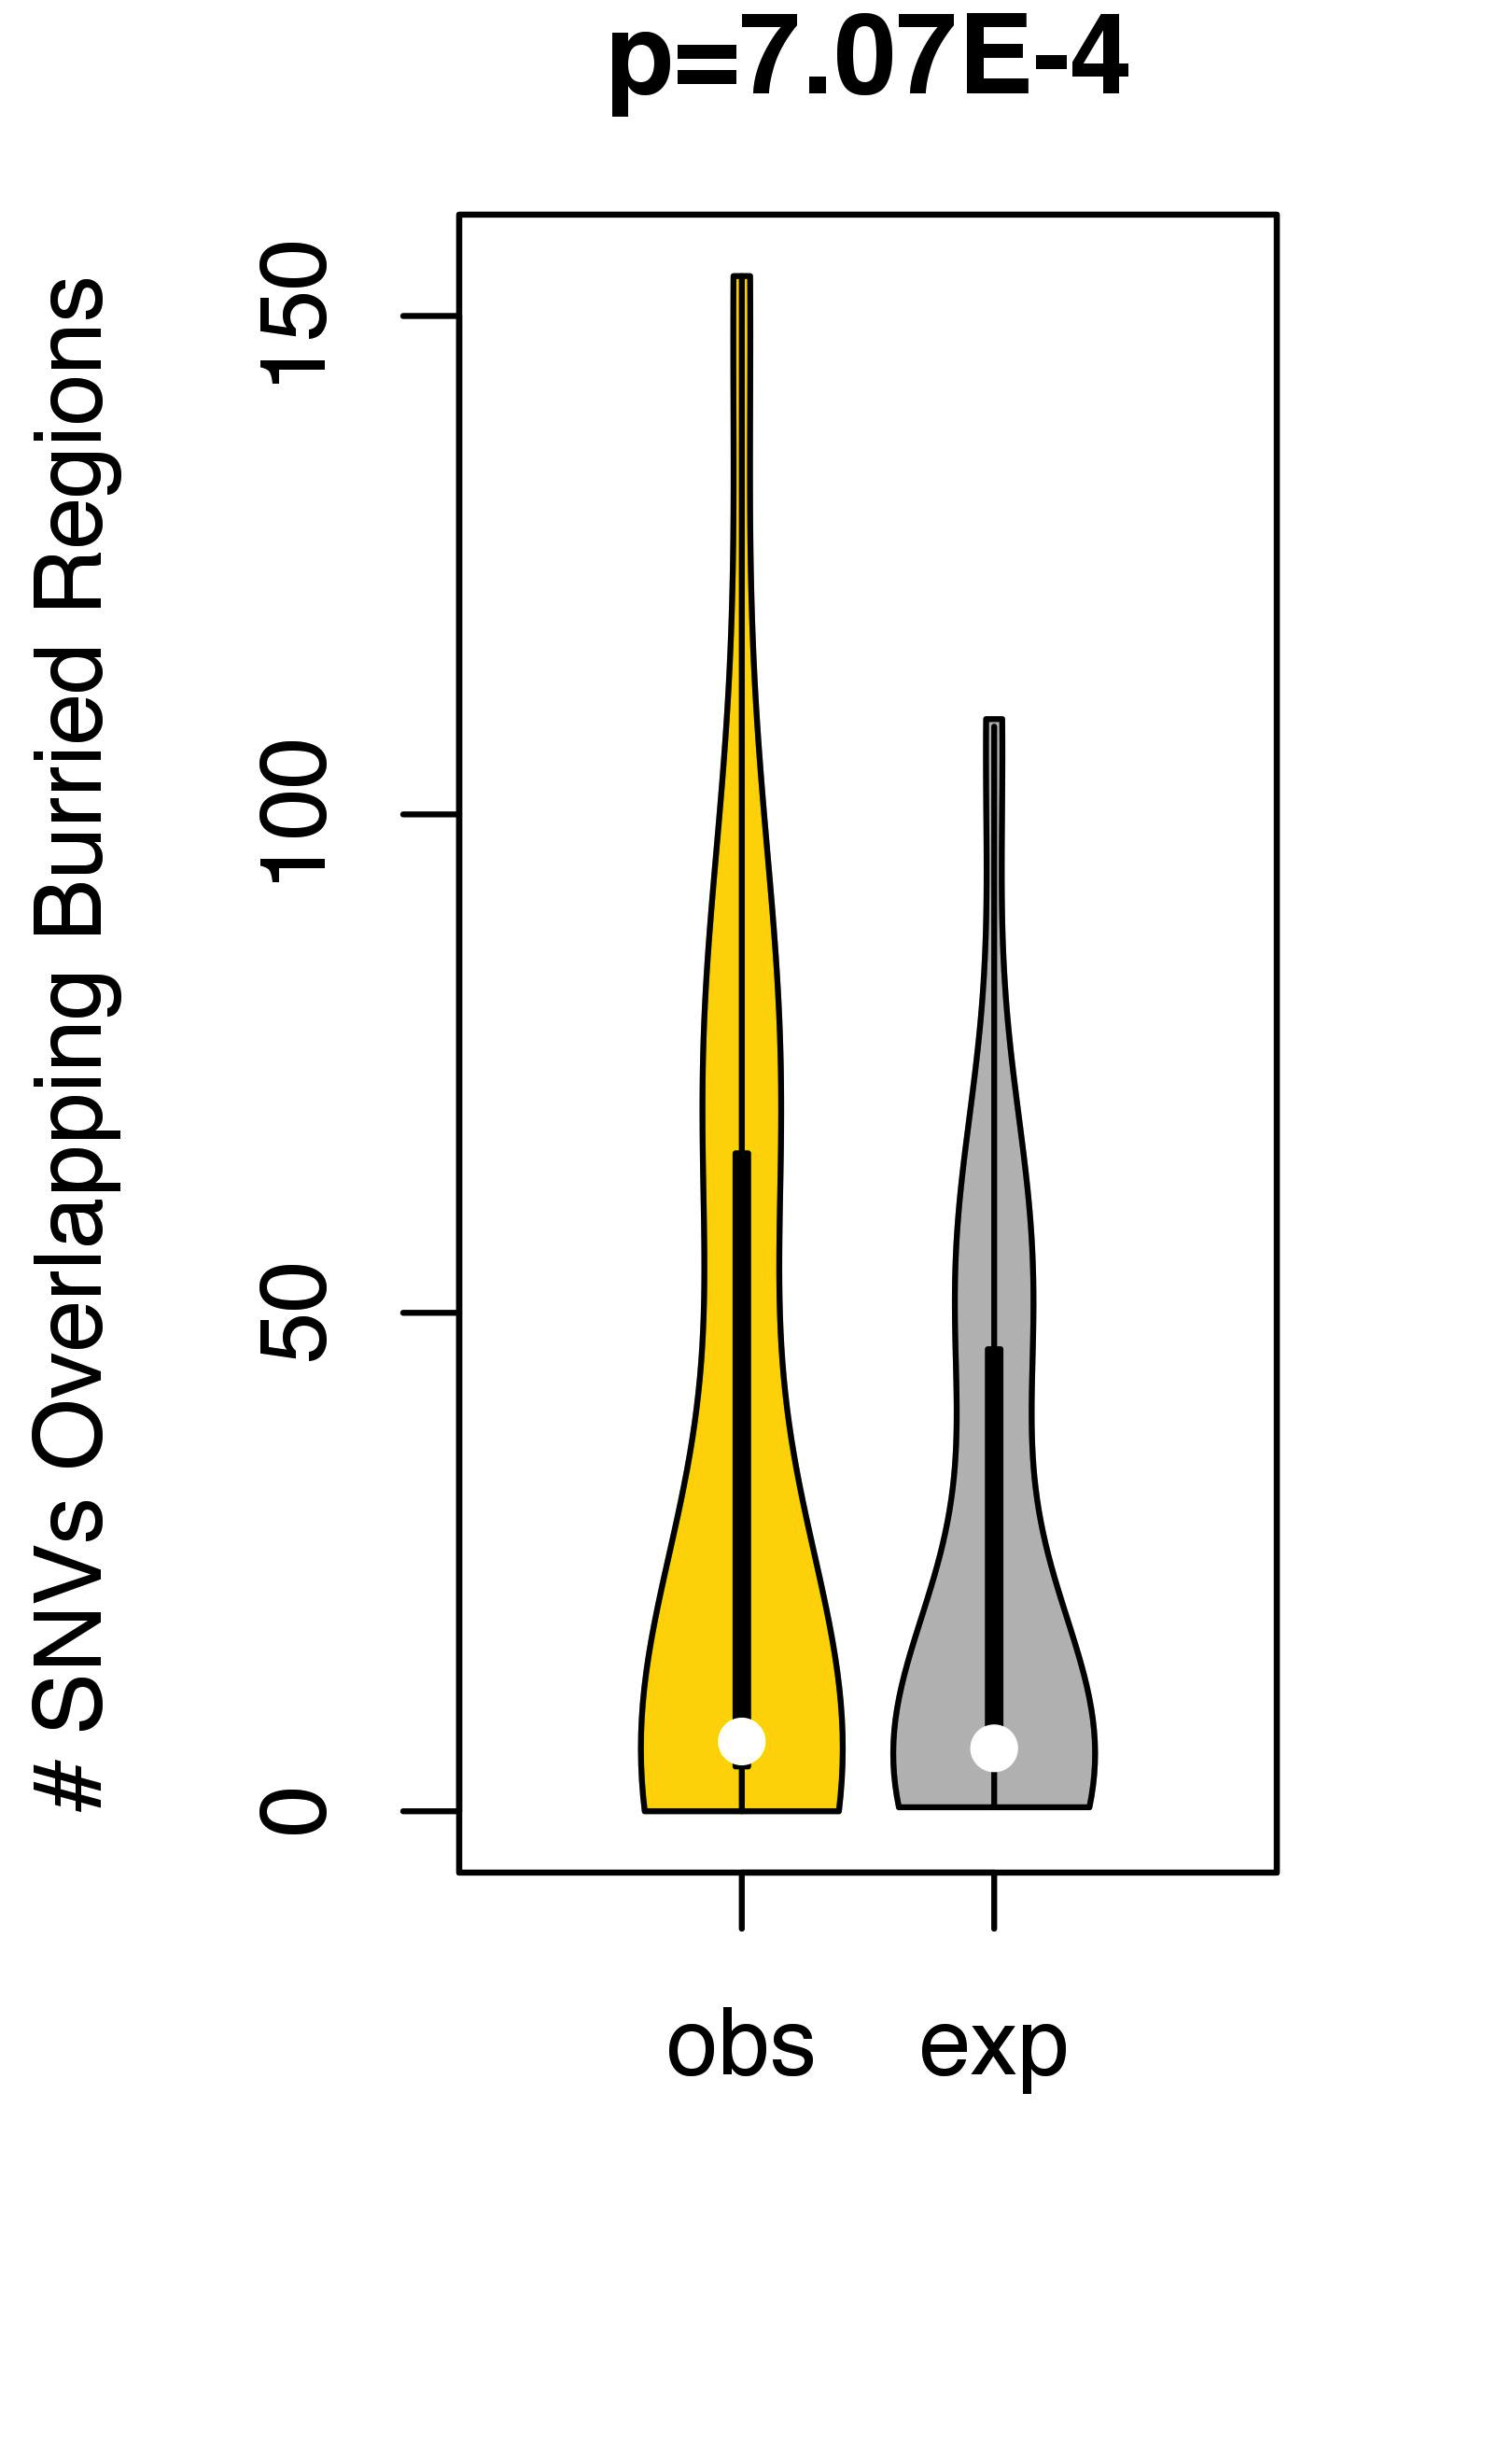 p=7.07E-4
# SNVs Overlapping Burried Regions
150
100
50
0
obs exp